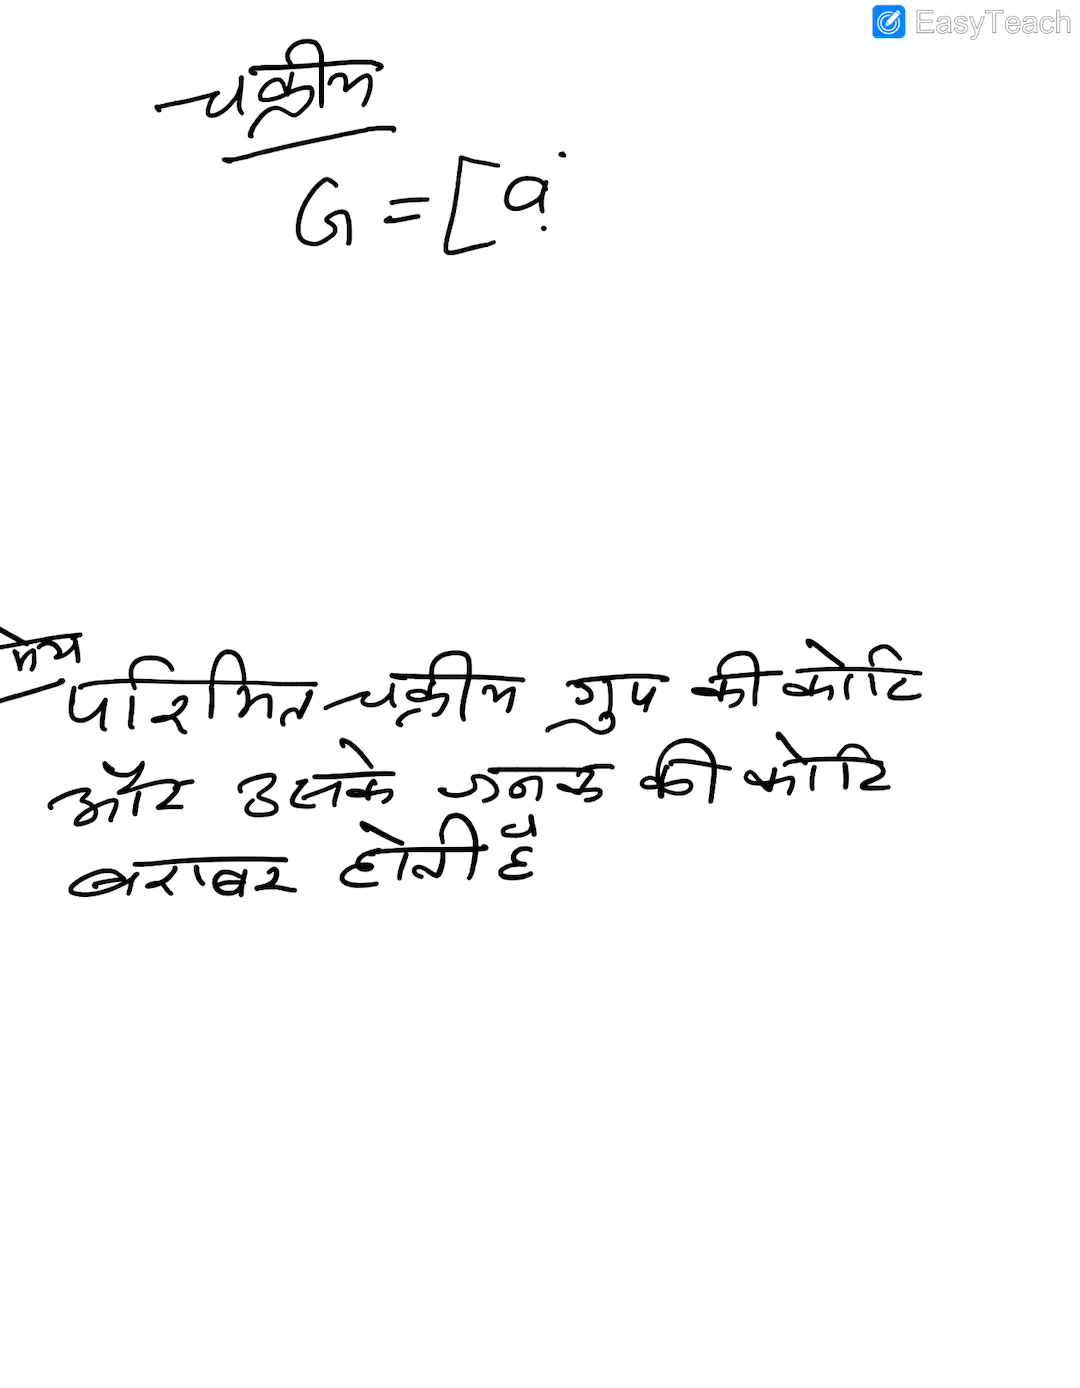 EasyTeach
चक्रीय
G = [a
मेय
परिमित चक्रीय ग्रुप की कोटि
और उसके जनक की कोटि
बराबर होती है